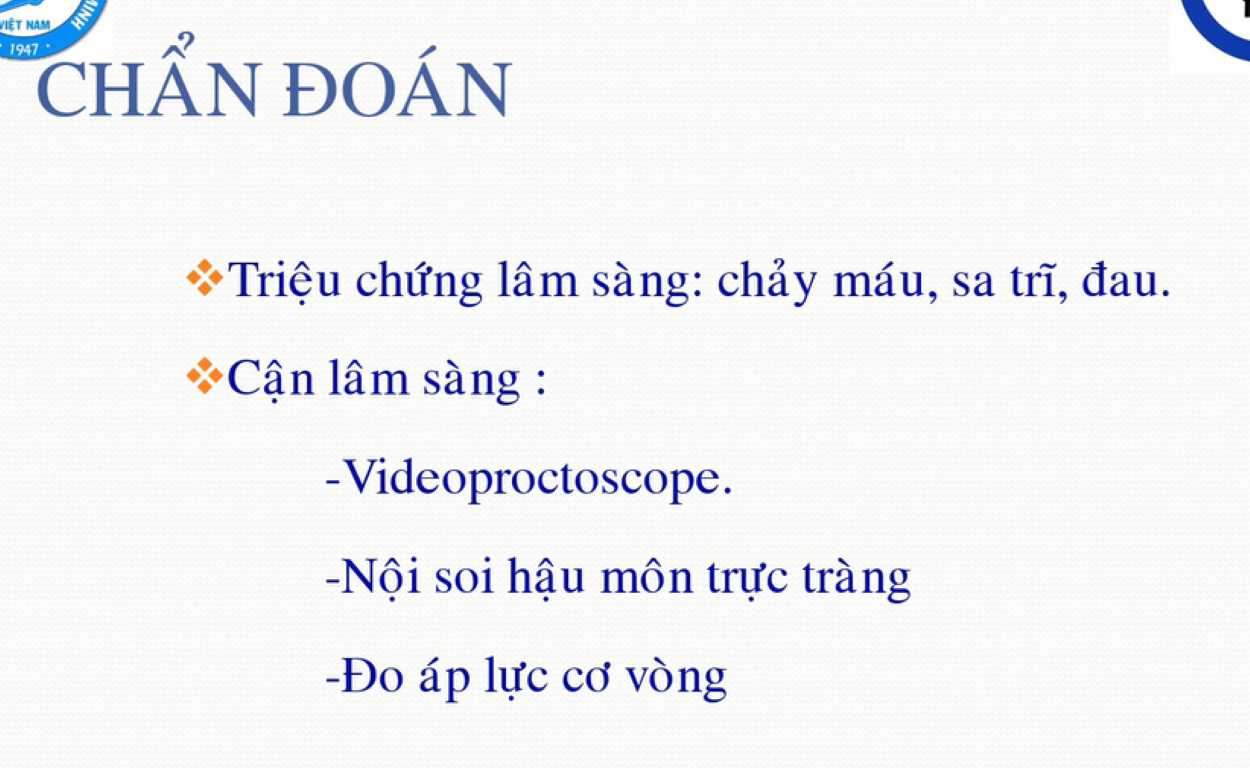 VIỆT NAM
1947
CHẨN ĐOÁN
❖Triệu chứng lâm sàng: chảy máu, sa trĩ, đau.
❖Cận lâm sàng :
-Videoproctoscope.
-Nội soi hậu môn trực tràng
-Đo áp lực cơ vòng